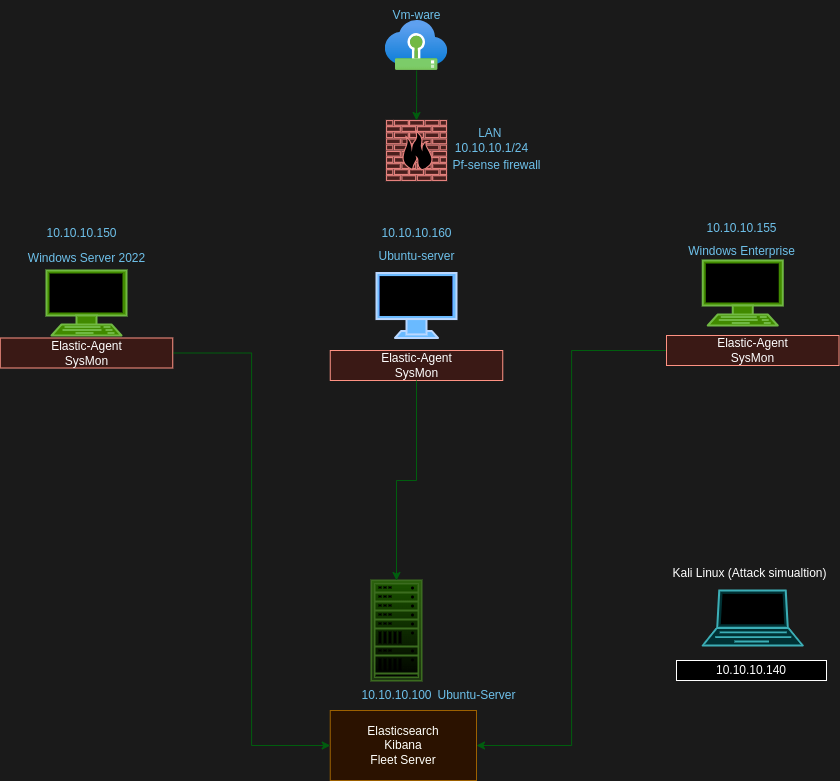 Vm-ware
LAN
10.10.10.1/24
Pf-sense firewall
10.10.10.150
Windows Server 2022
Elastic-Agent
SysMon
10.10.10.160
Ubuntu-server
Elastic-Agent
SysMon
10.10.10.155
Windows Enterprise
Elastic-Agent
SysMon
Kali Linux (Attack simualtion)
10.10.10.140
10.10.10.100 Ubuntu-Server
Elasticsearch
Kibana
Fleet Server